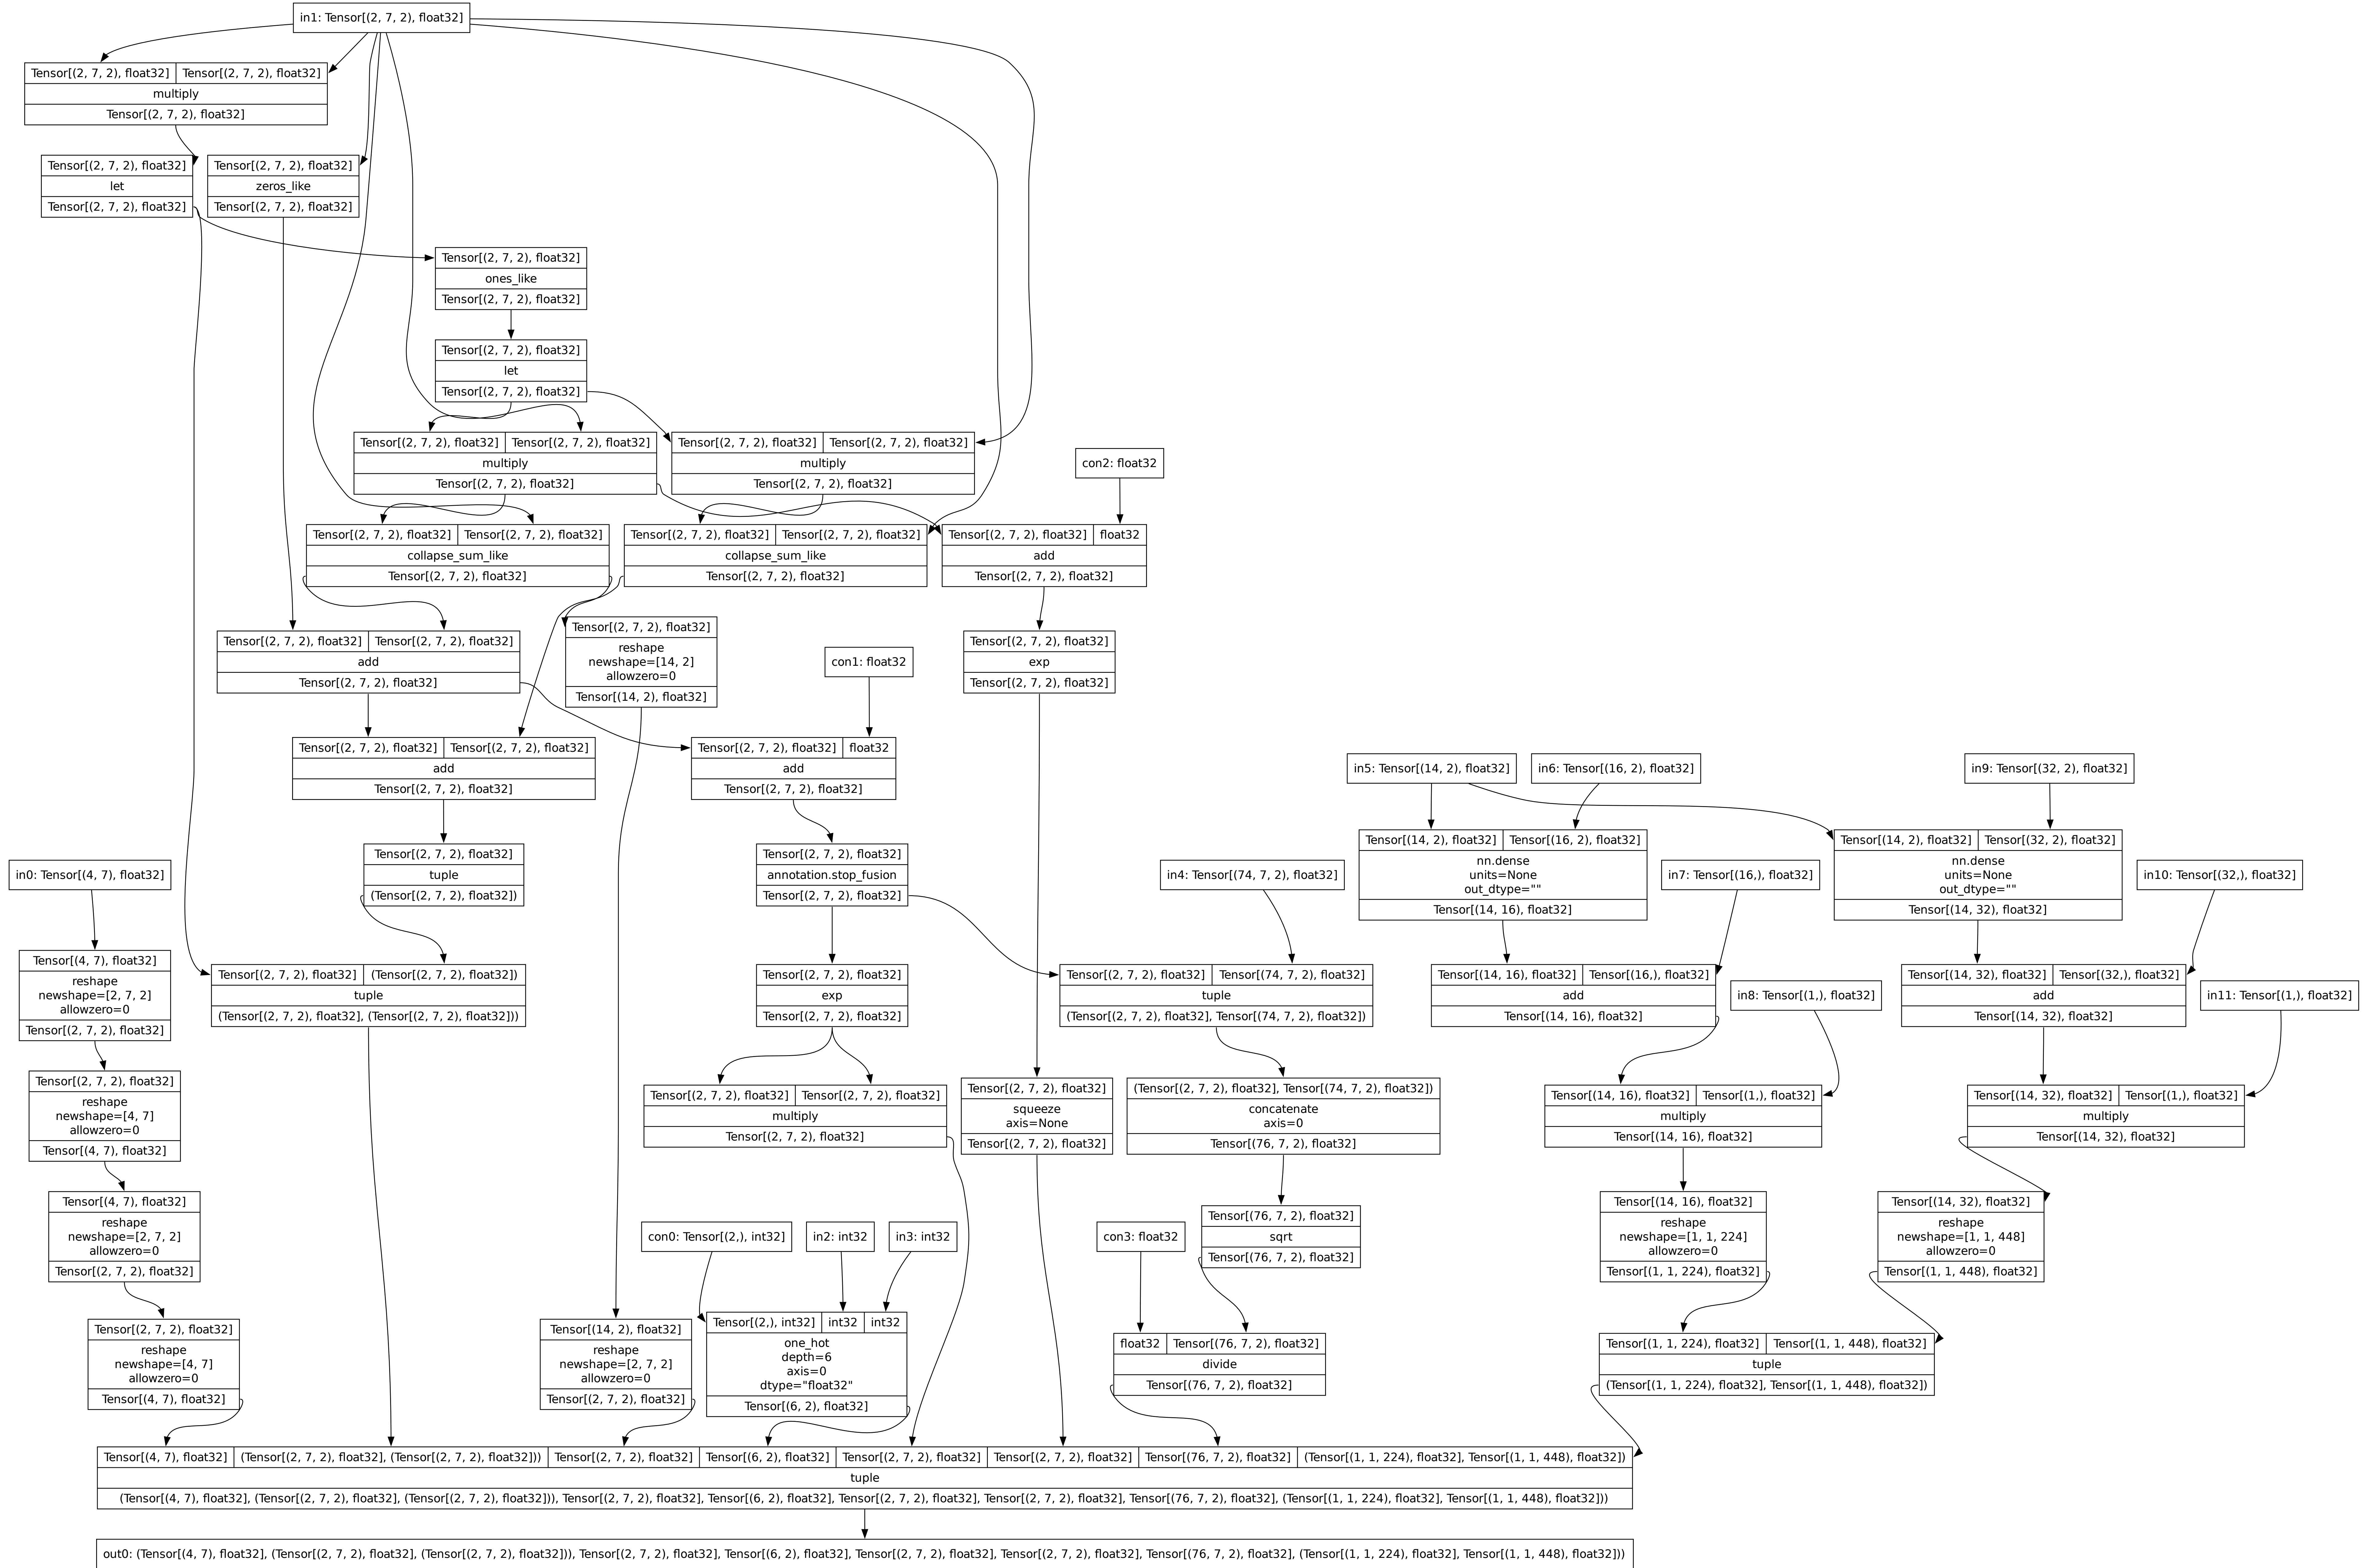 in1: Tensor[(2, 7, 2), float32]
Tensor[(2, 7, 2), float32] Tensor[(2, 7, 2), float32]
multiply
Tensor[(2, 7, 2), float32]
Tensor[(2, 7, 2), float32]
let
Tensor[(2, 7, 2), float32]
Tensor[(2, 7, 2), float32]
zeros_like
Tensor[(2, 7, 2), float32]
Tensor[(2, 7, 2), float32]
ones_like
Tensor[(2, 7, 2), float32]
Tensor[(2, 7, 2), float32]
let
Tensor[(2, 7, 2), float32]
Tensor[(2, 7, 2), float32] Tensor[(2, 7, 2), float32]
multiply
Tensor[(2, 7, 2), float32]
Tensor[(2, 7, 2), float32] Tensor[(2, 7, 2), float32]
multiply
Tensor[(2, 7, 2), float32]
con2: float32
Tensor[(2, 7, 2), float32] Tensor[(2, 7, 2), float32]
collapse_sum_like
Tensor[(2, 7, 2), float32]
Tensor[(2, 7, 2), float32] Tensor[(2, 7, 2), float32]
collapse_sum_like
Tensor[(2, 7, 2), float32]
Tensor[(2, 7, 2), float32] float32
add
Tensor[(2, 7, 2), float32]
Tensor[(2, 7, 2), float32] Tensor[(2, 7, 2), float32]
add
Tensor[(2, 7, 2), float32]
Tensor[(2, 7, 2), float32]
reshape
newshape=[14, 2]
allowzero=0
Tensor[(14, 2), float32]
con1: float32
Tensor[(2, 7, 2), float32]
exp
Tensor[(2, 7, 2), float32]
Tensor[(2, 7, 2), float32] Tensor[(2, 7, 2), float32]
add
Tensor[(2, 7, 2), float32]
Tensor[(2, 7, 2), float32] float32
add
Tensor[(2, 7, 2), float32]
in5: Tensor[(14, 2), float32]
in6: Tensor[(16, 2), float32]
in9: Tensor[(32, 2), float32]
in0: Tensor[(4, 7), float32]
Tensor[(2, 7, 2), float32]
tuple
(Tensor[(2, 7, 2), float32])
Tensor[(2, 7, 2), float32]
annotation.stop_fusion
Tensor[(2, 7, 2), float32]
in4: Tensor[(74, 7, 2), float32]
Tensor[(14, 2), float32] Tensor[(16, 2), float32]
nn.dense
units=None
out_dtype=""
Tensor[(14, 16), float32]
in7: Tensor[(16,), float32]
Tensor[(14, 2), float32] Tensor[(32, 2), float32]
nn.dense
units=None
out_dtype=""
Tensor[(14, 32), float32]
in10: Tensor[(32,), float32]
Tensor[(4, 7), float32]
reshape
newshape=[2, 7, 2]
allowzero=0
Tensor[(2, 7, 2), float32]
Tensor[(2, 7, 2), float32] (Tensor[(2, 7, 2), float32])
tuple
(Tensor[(2, 7, 2), float32], (Tensor[(2, 7, 2), float32]))
Tensor[(2, 7, 2), float32]
exp
Tensor[(2, 7, 2), float32]
Tensor[(2, 7, 2), float32] Tensor[(74, 7, 2), float32]
tuple
(Tensor[(2, 7, 2), float32], Tensor[(74, 7, 2), float32])
Tensor[(14, 16), float32] Tensor[(16,), float32]
add
Tensor[(14, 16), float32]
in8: Tensor[(1,), float32]
Tensor[(14, 32), float32] Tensor[(32,), float32]
add
Tensor[(14, 32), float32]
in11: Tensor[(1,), float32]
Tensor[(2, 7, 2), float32]
reshape
newshape=[4, 7]
allowzero=0
Tensor[(4, 7), float32]
Tensor[(2, 7, 2), float32] Tensor[(2, 7, 2), float32]
multiply
Tensor[(2, 7, 2), float32]
Tensor[(2, 7, 2), float32]
squeeze
axis=None
Tensor[(2, 7, 2), float32]
(Tensor[(2, 7, 2), float32], Tensor[(74, 7, 2), float32])
concatenate
axis=0
Tensor[(76, 7, 2), float32]
Tensor[(14, 16), float32] Tensor[(1,), float32]
multiply
Tensor[(14, 16), float32]
Tensor[(14, 32), float32] Tensor[(1,), float32]
multiply
Tensor[(14, 32), float32]
Tensor[(4, 7), float32]
reshape
newshape=[2, 7, 2]
allowzero=0
Tensor[(2, 7, 2), float32]
con0: Tensor[(2,), int32]
in2: int32
in3: int32
con3: float32
Tensor[(76, 7, 2), float32]
sqrt
Tensor[(76, 7, 2), float32]
Tensor[(14, 16), float32]
reshape
newshape=[1, 1, 224]
allowzero=0
Tensor[(1, 1, 224), float32]
Tensor[(14, 32), float32]
reshape
newshape=[1, 1, 448]
allowzero=0
Tensor[(1, 1, 448), float32]
Tensor[(2, 7, 2), float32]
reshape
newshape=[4, 7]
allowzero=0
Tensor[(4, 7), float32]
Tensor[(14, 2), float32]
reshape
newshape=[2, 7, 2]
allowzero=0
Tensor[(2, 7, 2), float32]
Tensor[(2,), int32] int32 int32
one_hot
depth=6
axis=0
dtype="float32"
Tensor[(6, 2), float32]
float32 Tensor[(76, 7, 2), float32]
divide
Tensor[(76, 7, 2), float32]
Tensor[(1, 1, 224), float32] Tensor[(1, 1, 448), float32]
tuple
(Tensor[(1, 1, 224), float32], Tensor[(1, 1, 448), float32])
Tensor[(4, 7), float32] (Tensor[(2, 7, 2), float32], (Tensor[(2, 7, 2), float32])) Tensor[(2, 7, 2), float32] Tensor[(6, 2), float32] Tensor[(2, 7, 2), float32] Tensor[(2, 7, 2), float32] Tensor[(76, 7, 2), float32] (Tensor[(1, 1, 224), float32], Tensor[(1, 1, 448), float32])
tuple
(Tensor[(4, 7), float32], (Tensor[(2, 7, 2), float32], (Tensor[(2, 7, 2), float32])), Tensor[(2, 7, 2), float32], Tensor[(6, 2), float32], Tensor[(2, 7, 2), float32], Tensor[(2, 7, 2), float32], Tensor[(76, 7, 2), float32], (Tensor[(1, 1, 224), float32], Tensor[(1, 1, 448), float32]))
out0: (Tensor[(4, 7), float32], (Tensor[(2, 7, 2), float32], (Tensor[(2, 7, 2), float32])), Tensor[(2, 7, 2), float32], Tensor[(6, 2), float32], Tensor[(2, 7, 2), float32], Tensor[(2, 7, 2), float32], Tensor[(76, 7, 2), float32], (Tensor[(1, 1, 224), float32], Tensor[(1, 1, 448), float32]))